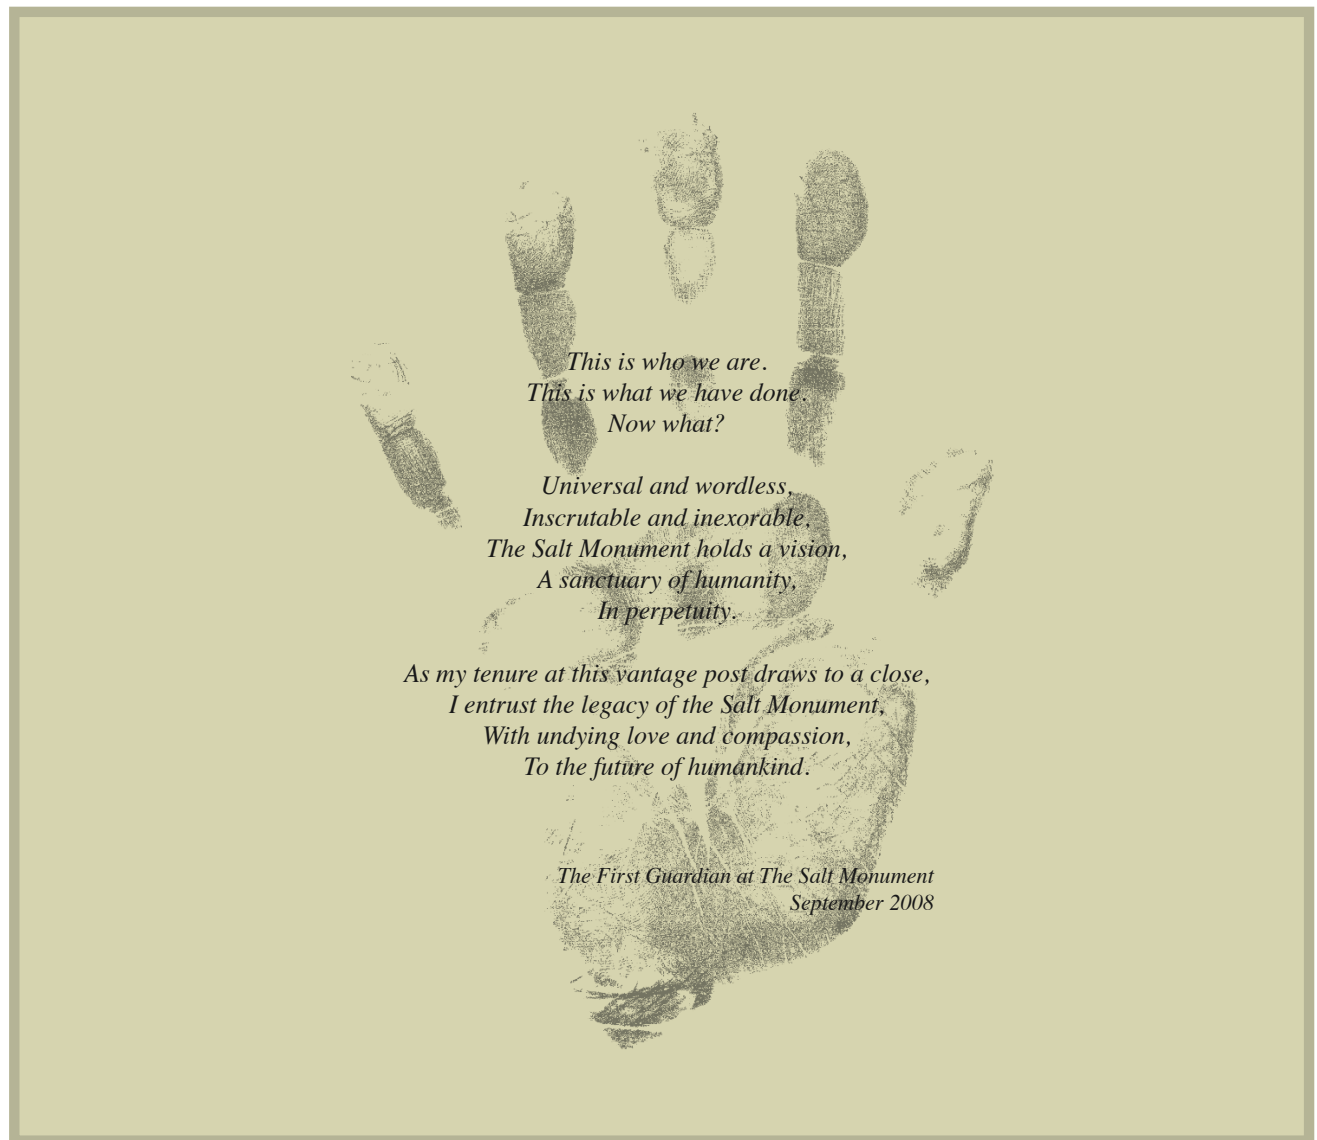 This is who we are.
This is what we have done.
Now what?
Universal and wordless,
Inscrutable and inexorable,
The Salt Monument holds a vision,
A sanctuary of humanity,
In perpetuity.
As my tenure at this vantage post draws to a close,
I entrust the legacy of the Salt Monument,
With undying love and compassion,
To the future of humankind.
The First Guardian at The Salt Monument
September 2008